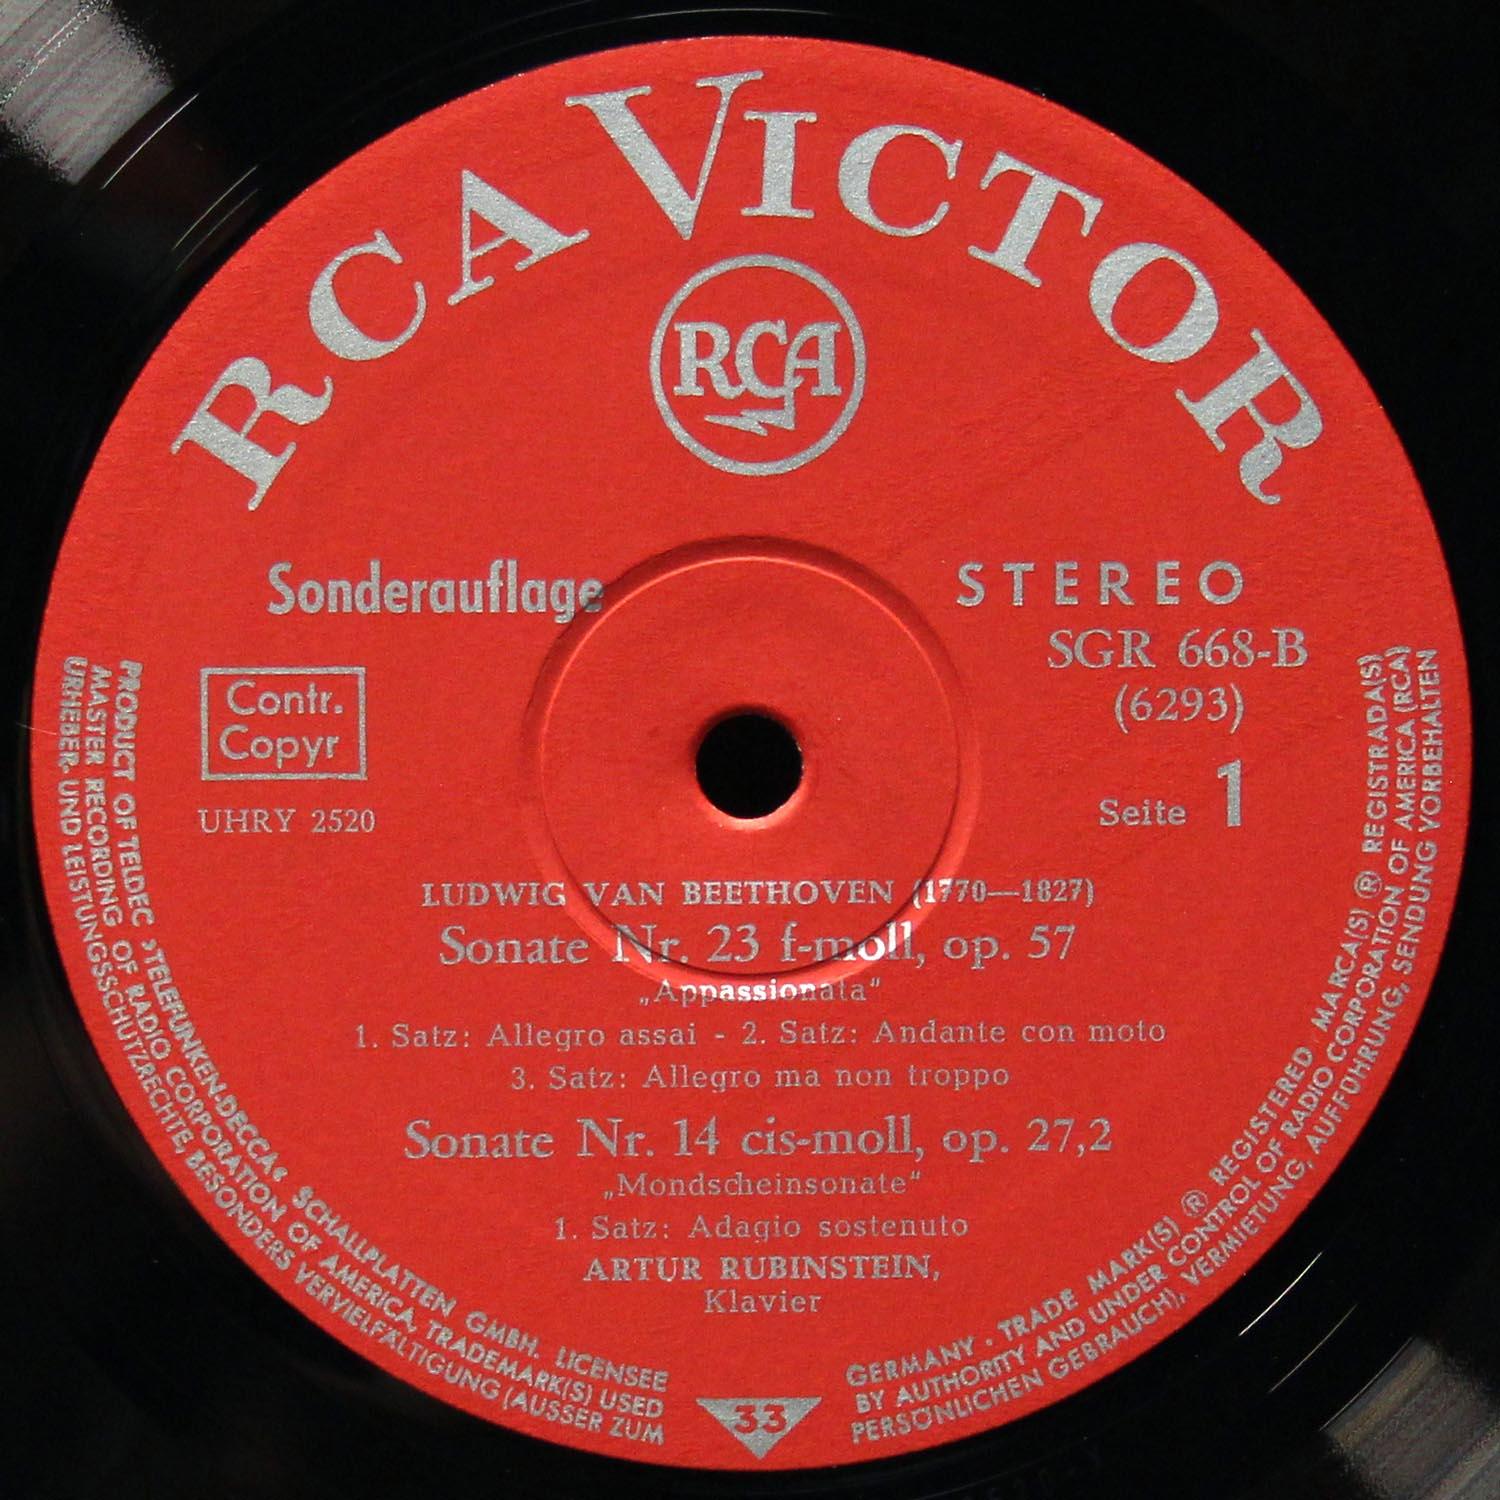 RCA VICTOR
RCA
Sonderauflage
STEREO
SGR 668-B
(6293)
Contr.
Copyr
UHRY 2520
Seite 1
LUDWIG VAN BEETHOVEN (1770—1827)
Sonate Nr. 23 f-moll, op. 57
„Appassionata“
1. Satz: Allegro assai - 2. Satz: Andante con moto
3. Satz: Allegro ma non troppo
Sonate Nr. 14 cis-moll, op. 27,2
„Mondscheinsonate“
1. Satz: Adagio sostenuto
ARTUR RUBINSTEIN,
Klavier
PRODUCT OF TELDEC »TELEFUNKEN-DECCA« SCHALLPLATTEN GMBH. LICENSEE
MASTER RECORDING OF RADIO CORPORATION OF AMERICA, TRADEMARK(S) USED
URHEBER- UND LEISTUNGSSCHUTZRECHTE, BESONDERS VERVIELFÄLTIGUNG (AUSSER ZUM
33
GERMANY · TRADE MARK(S) ® REGISTERED MARCA(S) ® REGISTRADA(S)
BY AUTHORITY AND UNDER CONTROL OF RADIO CORPORATION OF AMERICA (RCA)
PERSÖNLICHEN GEBRAUCH), VERMIETUNG, AUFFÜHRUNG, SENDUNG VORBEHALTEN